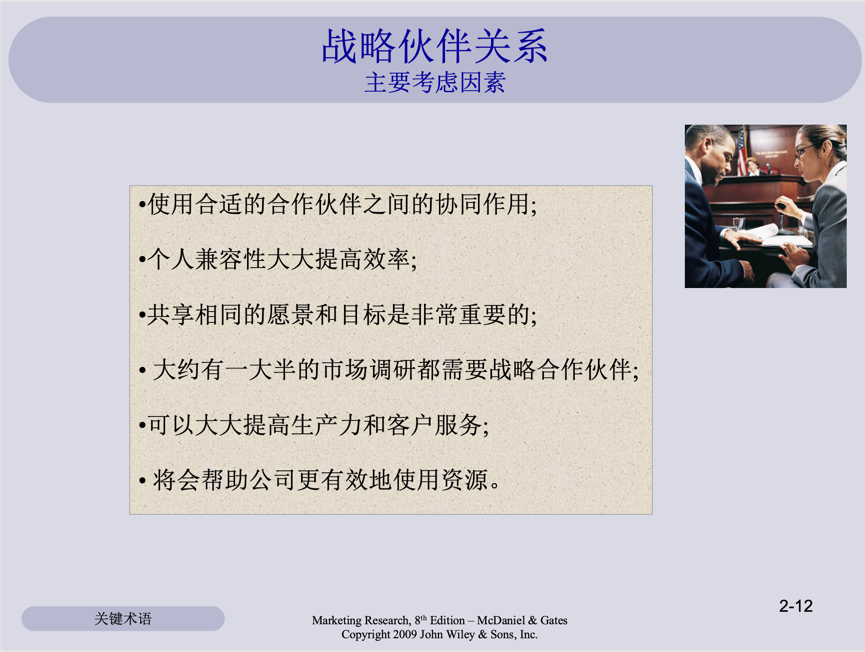 战略伙伴关系
主要考虑因素
•使用合适的合作伙伴之间的协同作用;
•个人兼容性大大提高效率;
•共享相同的愿景和目标是非常重要的;
• 大约有一大半的市场调研都需要战略合作伙伴;
•可以大大提高生产力和客户服务;
• 将会帮助公司更有效地使用资源。
关键术语
Marketing Research, 8th Edition – McDaniel & Gates
Copyright 2009 John Wiley & Sons, Inc.
2-12